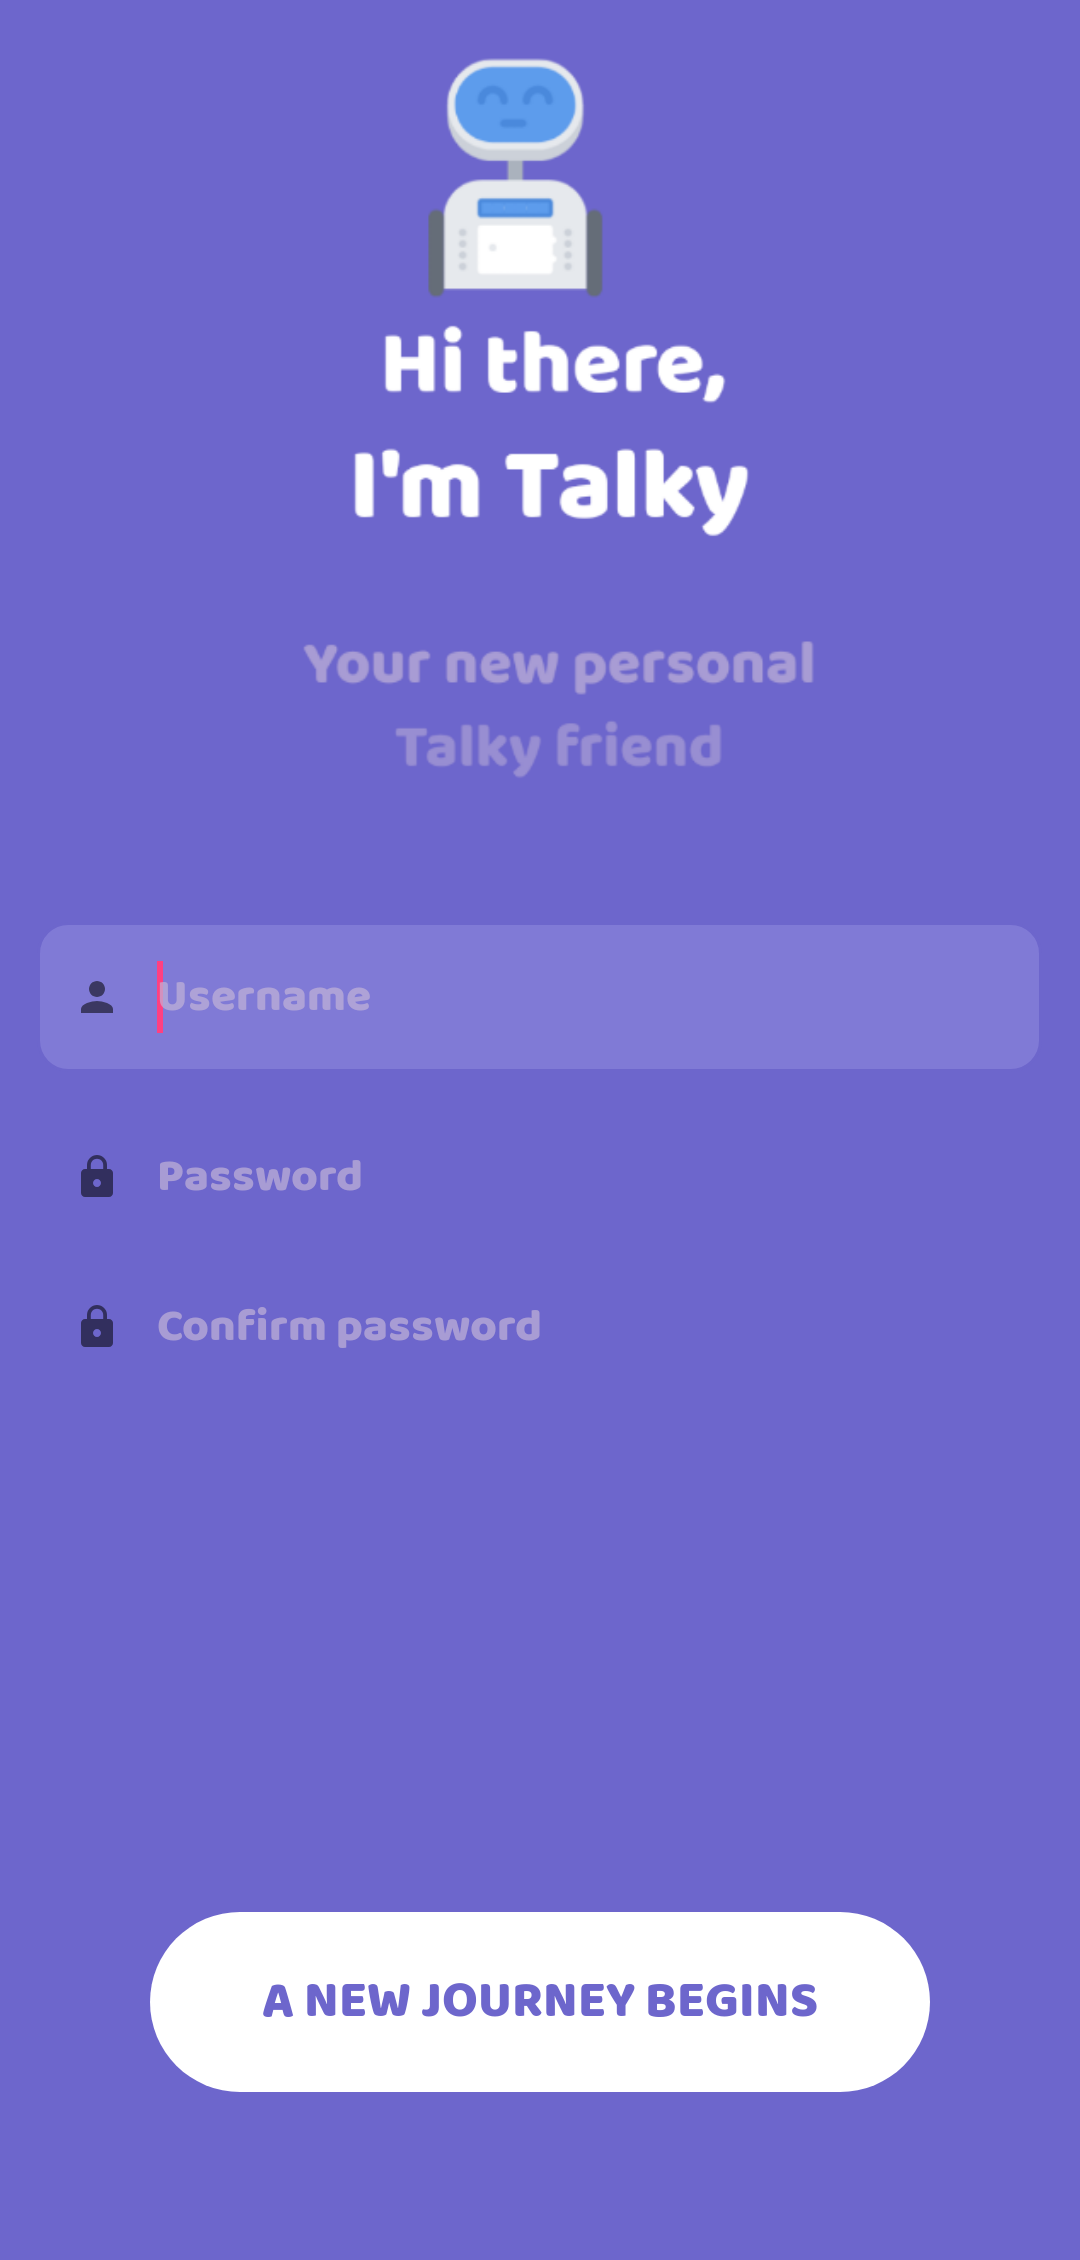 Hi there,
I'm Talky
Your new personal
Talky friend
Username
Password
Confirm password
A NEW JOURNEY BEGINS